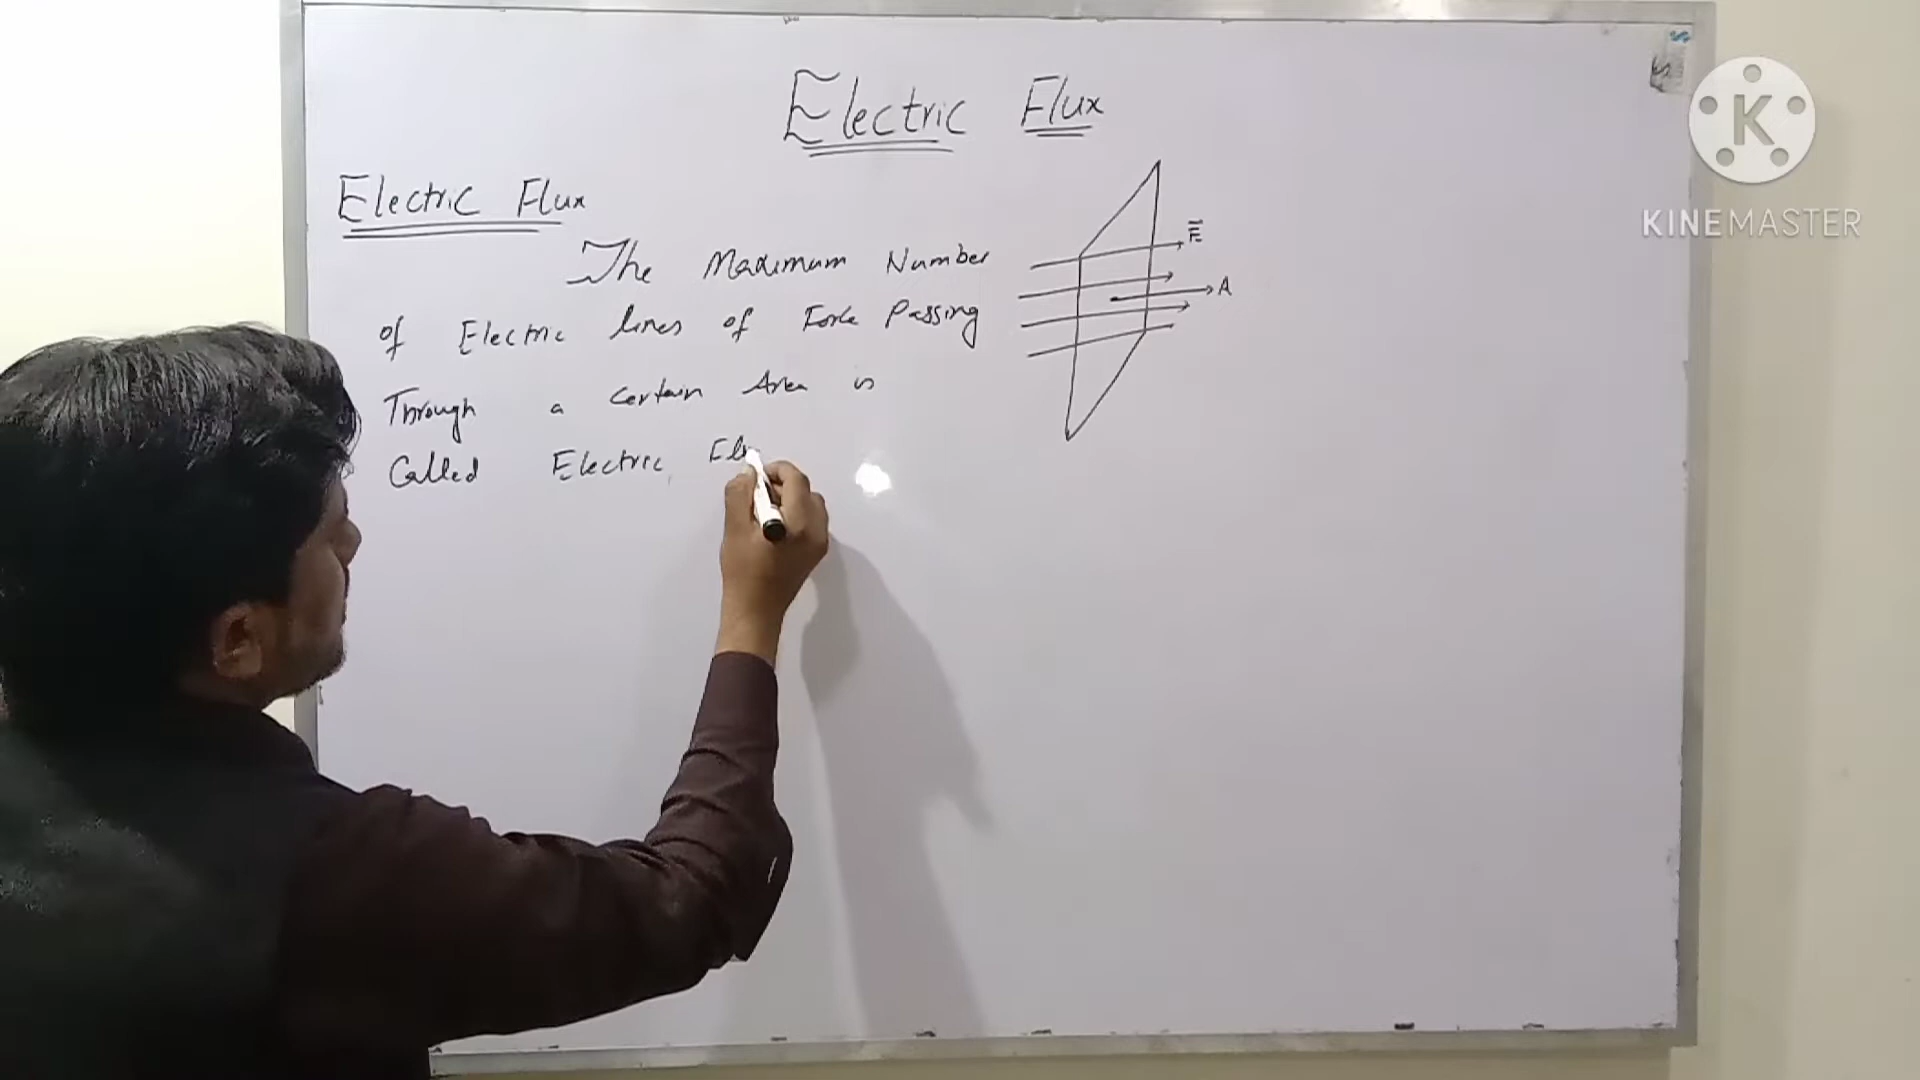 Electric Flux
Electric Flux
The Maximum Number
of Electric lines of Force Passing
Through a certain Area is
Called Electric Flu
E
A
K
KINEMASTER